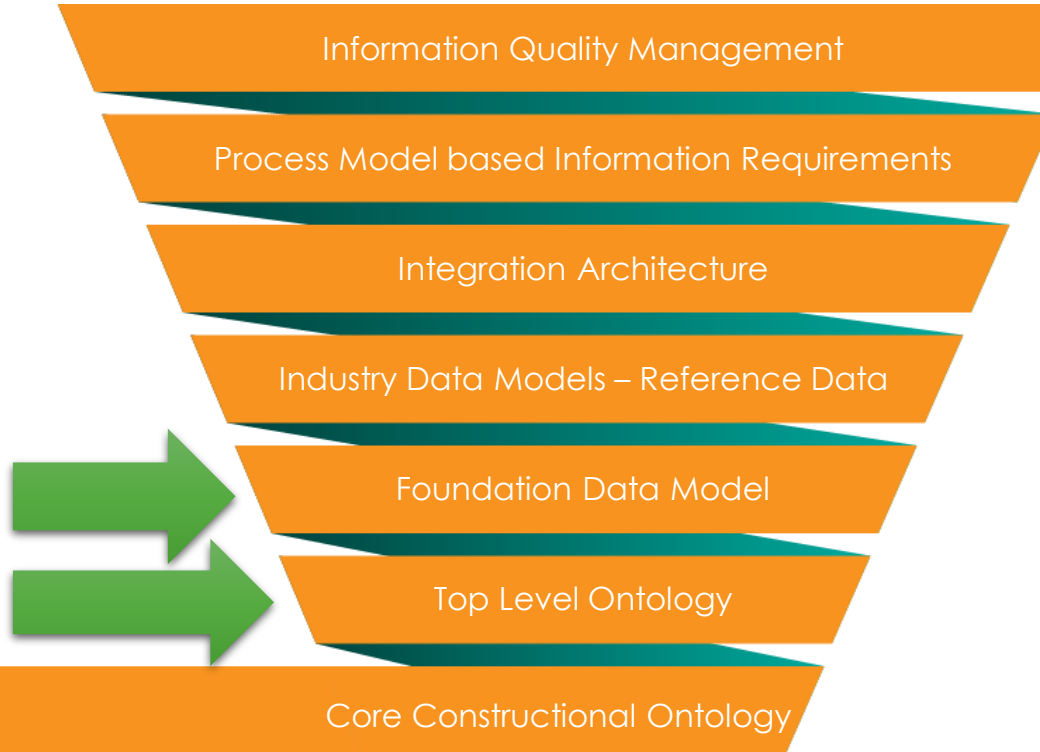 Information Quality Management
Process Model based Information Requirements
Integration Architecture
Industry Data Models – Reference Data
Foundation Data Model
Top Level Ontology
Core Constructional Ontology